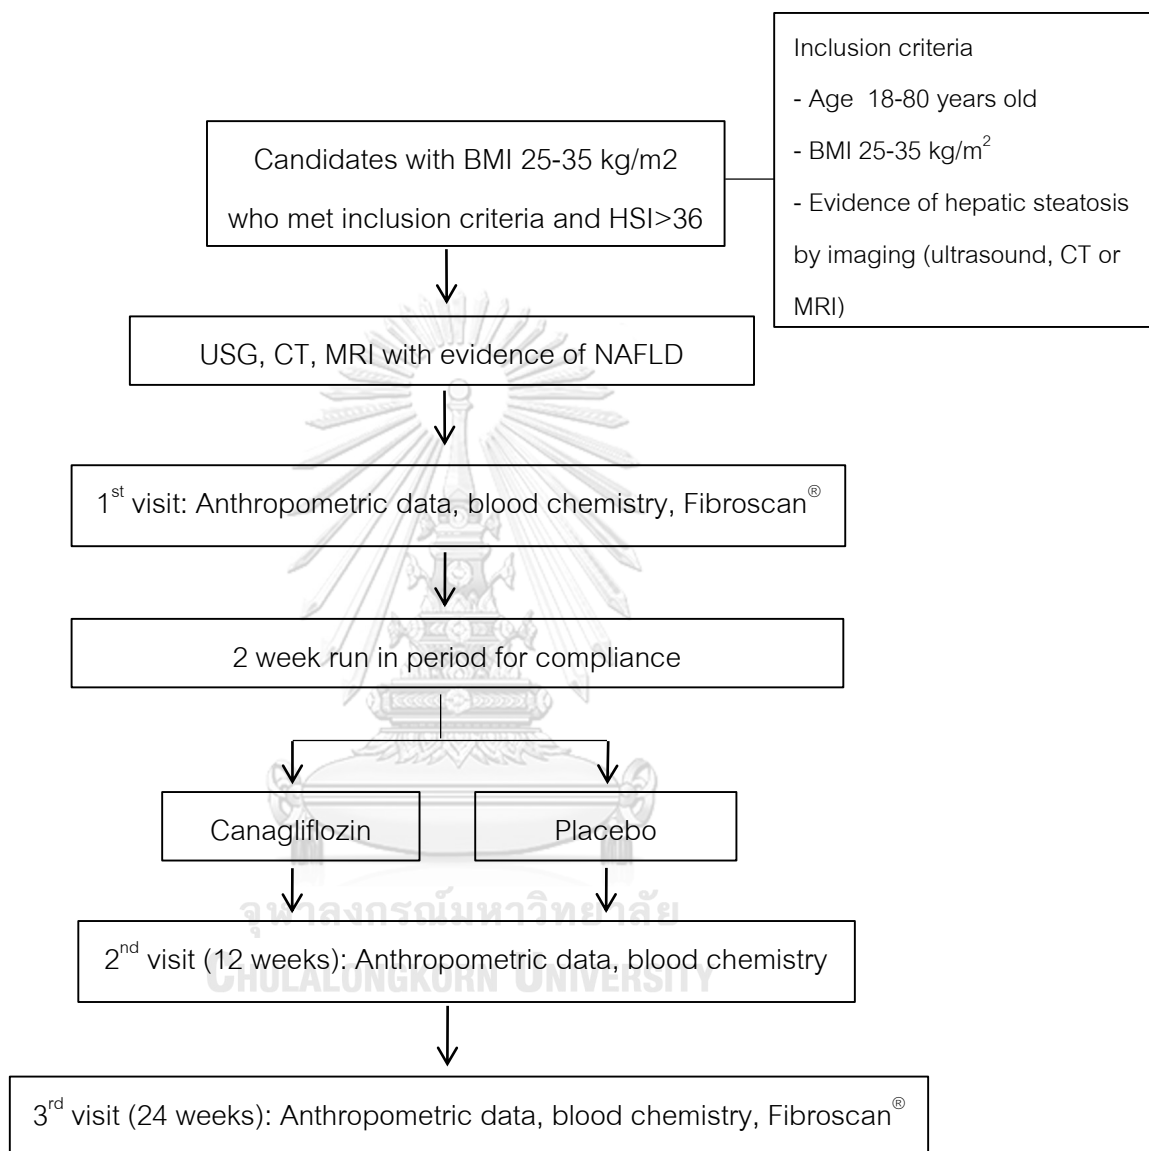 Inclusion criteria
- Age 18-80 years old
- BMI 25-35 kg/m²
- Evidence of hepatic steatosis
by imaging (ultrasound, CT or
MRI)
Candidates with BMI 25-35 kg/m2
who met inclusion criteria and HSI>36
USG, CT, MRI with evidence of NAFLD
1st visit: Anthropometric data, blood chemistry, Fibroscan®
2 week run in period for compliance
Canagliflozin
Placebo
จุฬาลงกรณ์มหาวิทยาลัย
2nd visit (12 weeks): Anthropometric data, blood chemistry
CHULALONGKORN UNIVERSITY
3rd visit (24 weeks): Anthropometric data, blood chemistry, Fibroscan®